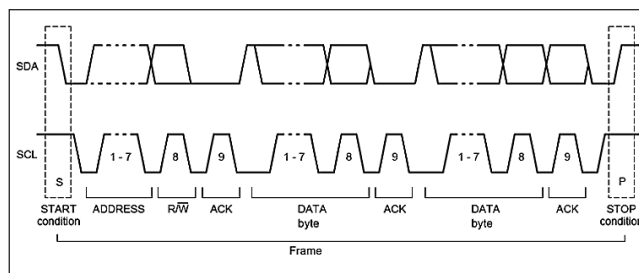 SDA
SCL 1 - 7 8 9 1 - 7 8 9 1 - 7 8 9
S P
START condition ADDRESS R/W̅ ACK DATA byte ACK DATA byte ACK STOP condition
Frame